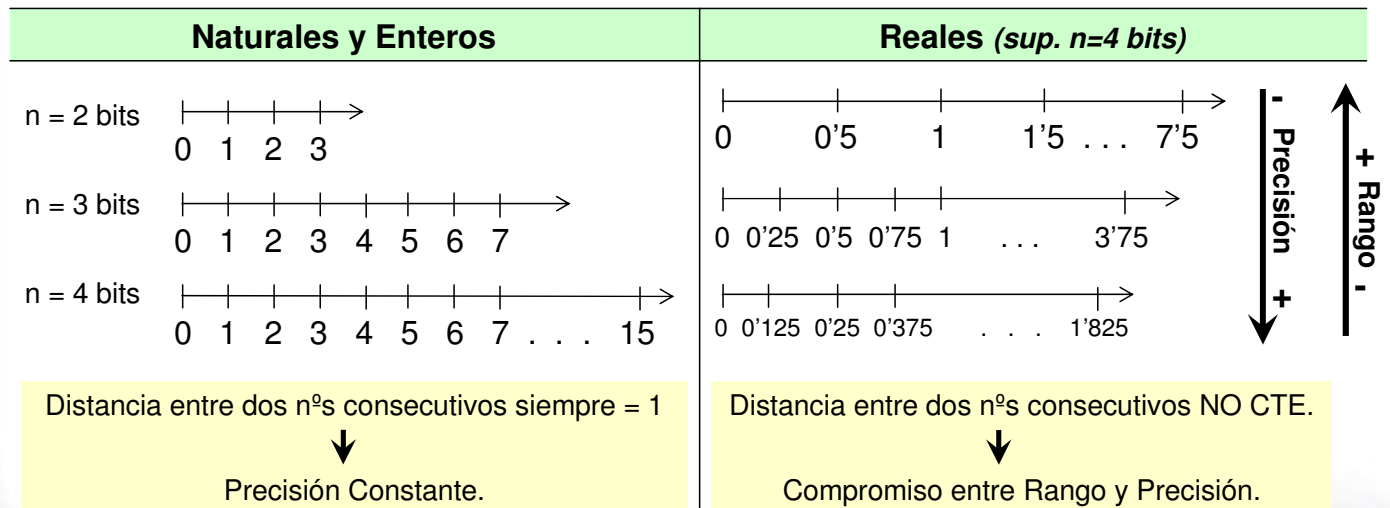 Naturales y Enteros
n = 2 bits
0 1 2 3
n = 3 bits
0 1 2 3 4 5 6 7
n = 4 bits
0 1 2 3 4 5 6 7 . . . 15
Distancia entre dos nºs consecutivos siempre = 1
Precisión Constante.
Reales (sup. n=4 bits)
0 0'5 1 1'5 . . . 7'5
0 0'25 0'5 0'75 1 . . . 3'75
0 0'125 0'25 0'375 . . . 1'825
- Precisión +
+ Rango -
Distancia entre dos nºs consecutivos NO CTE.
Compromiso entre Rango y Precisión.